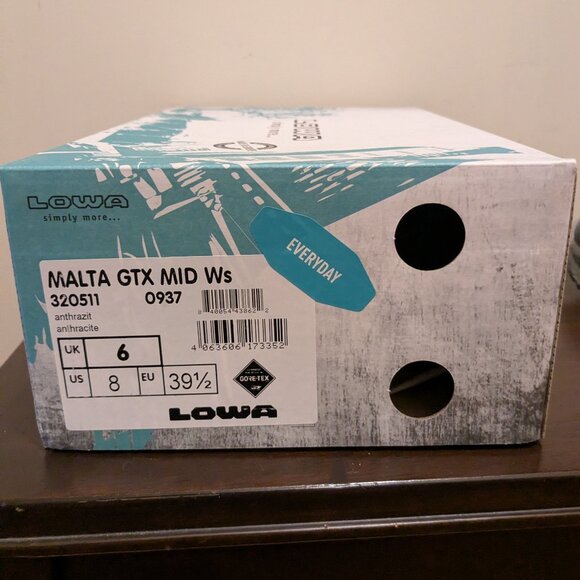 LOWA
LOWA
simply more...
EVERYDAY
MALTA GTX MID Ws
320511 0937
anthrazit
anthracite
4 063606 173352
UK 6
US 8 EU 39½
GORE-TEX
LOWA